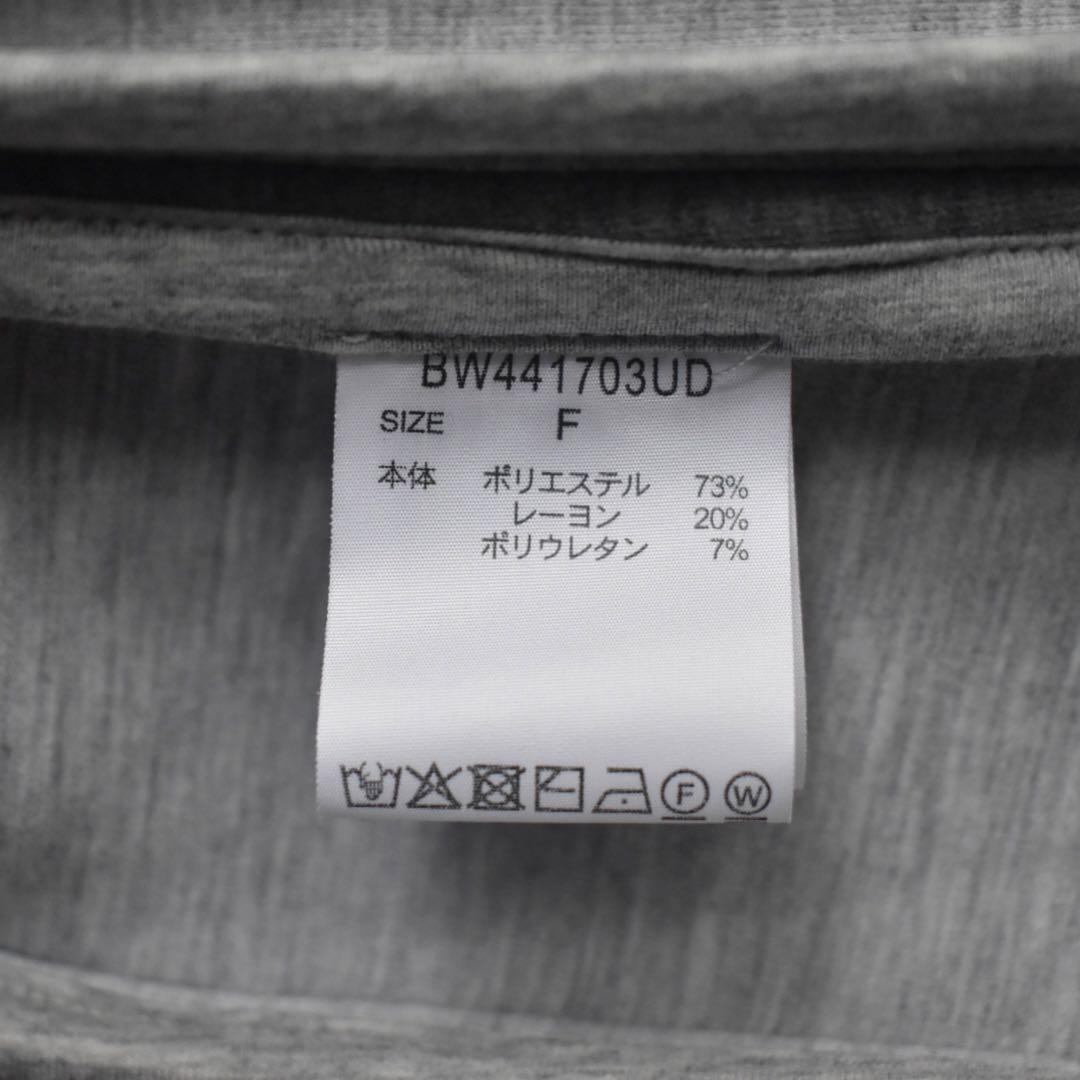 BW441703UD
SIZE F
本体 ポリエステル 73%
レーヨン 20%
ポリウレタン 7%
F W